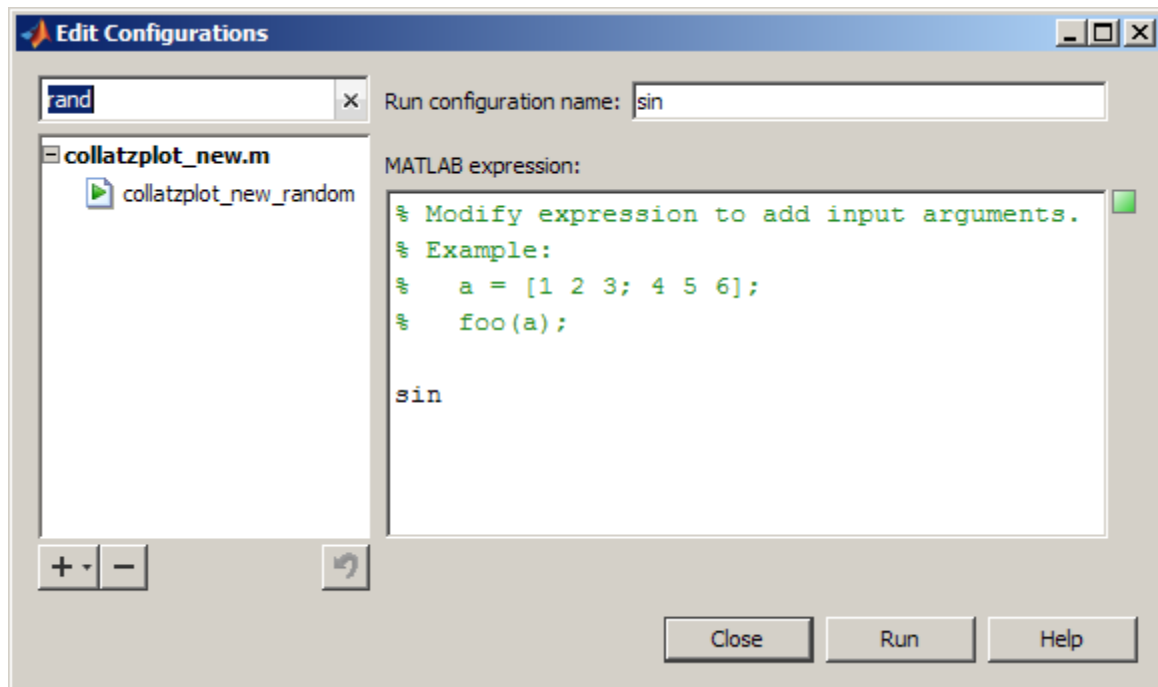 Edit Configurations
rand
Run configuration name: sin
collatzplot_new.m
collatzplot_new_random
MATLAB expression:
% Modify expression to add input arguments.
% Example:
%   a = [1 2 3; 4 5 6];
%   foo(a);
sin
Close Run Help